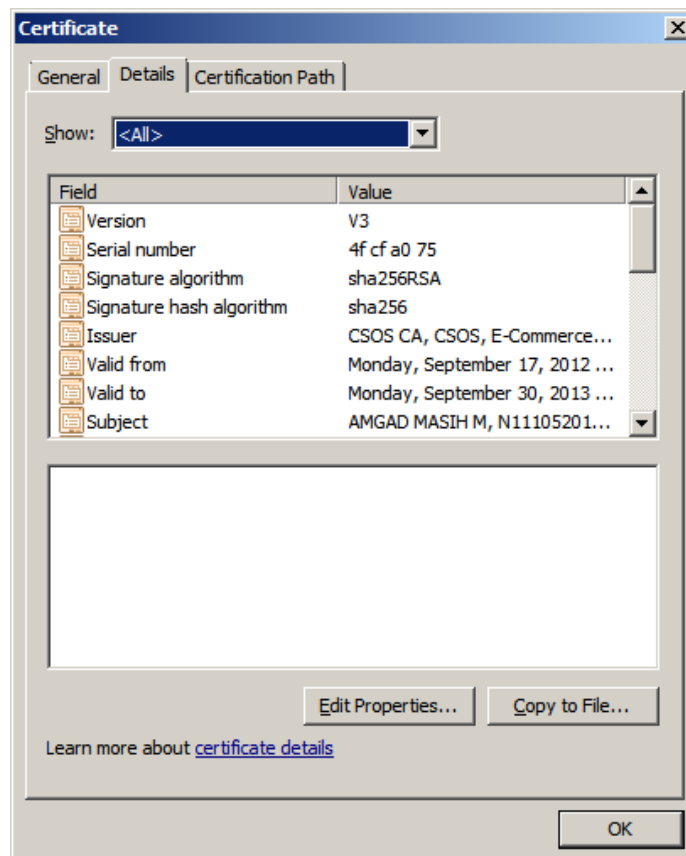 Certificate
General Details Certification Path
Show: <All>
Field Value
Version V3
Serial number 4f cf a0 75
Signature algorithm sha256RSA
Signature hash algorithm sha256
Issuer CSOS CA, CSOS, E-Commerce...
Valid from Monday, September 17, 2012 ...
Valid to Monday, September 30, 2013 ...
Subject AMGAD MASIH M, N11105201...
Edit Properties... Copy to File...
Learn more about certificate details
OK